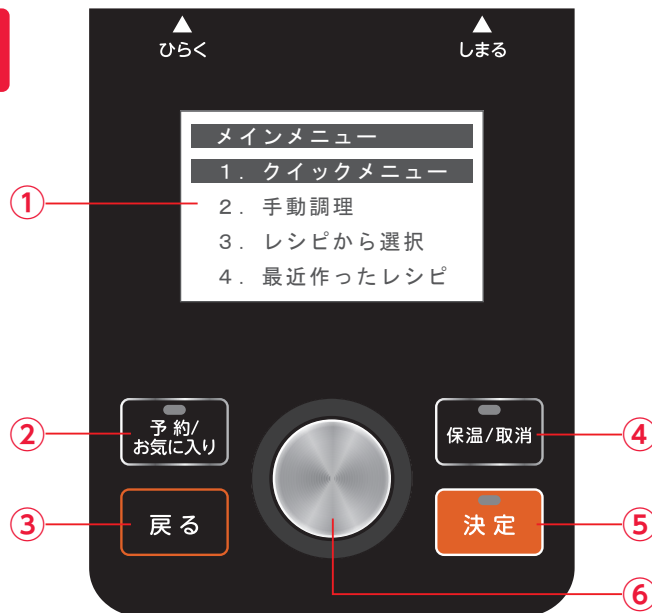 ▲ ▲
ひらく しまる
メインメニュー
1. クイックメニュー
① 2. 手動調理
3. レシピから選択
4. 最近作ったレシピ
② 予約/
お気に入り
保温/取消 ④
③ 戻る
決定 ⑤
⑥